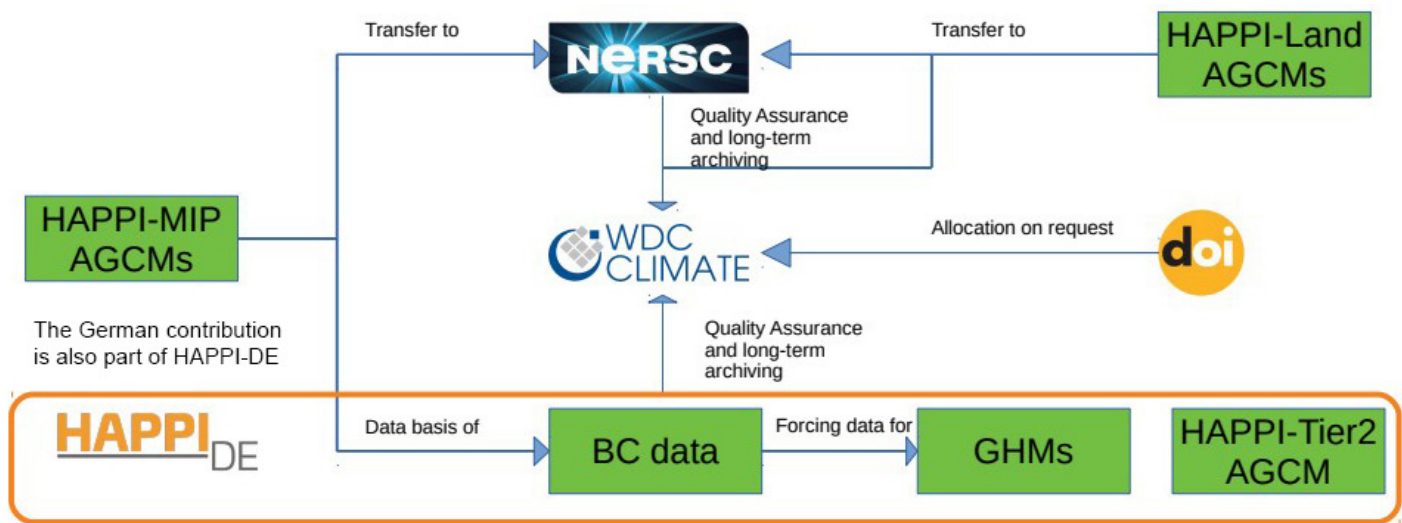 Transfer to
NERSC
Transfer to
HAPPI-Land
AGCMs
Quality Assurance
and long-term
archiving
HAPPI-MIP
AGCMs
WDC
CLIMATE
Allocation on request
doi
The German contribution
is also part of HAPPI-DE
Quality Assurance
and long-term
archiving
HAPPI
DE
Data basis of
BC data
Forcing data for
GHMs
HAPPI-Tier2
AGCM